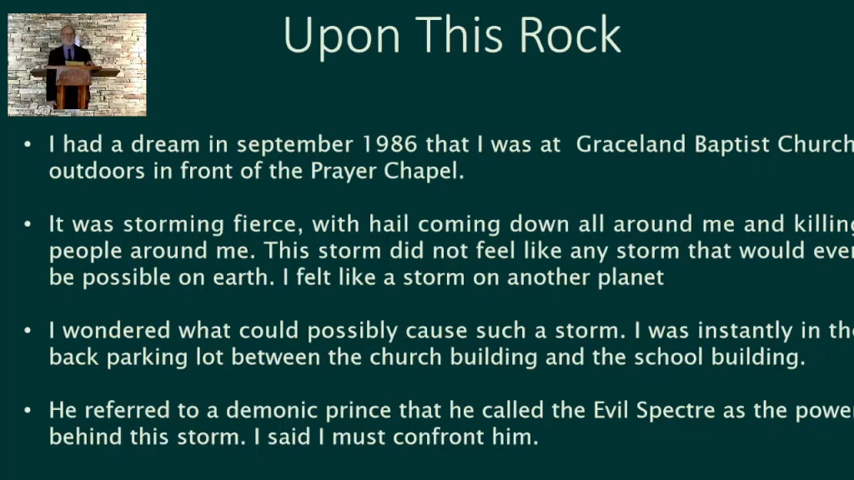 Upon This Rock
• I had a dream in september 1986 that I was at Graceland Baptist Church
outdoors in front of the Prayer Chapel.
• It was storming fierce, with hail coming down all around me and killing
people around me. This storm did not feel like any storm that would ever
be possible on earth. I felt like a storm on another planet
• I wondered what could possibly cause such a storm. I was instantly in the
back parking lot between the church building and the school building.
• He referred to a demonic prince that he called the Evil Spectre as the power
behind this storm. I said I must confront him.